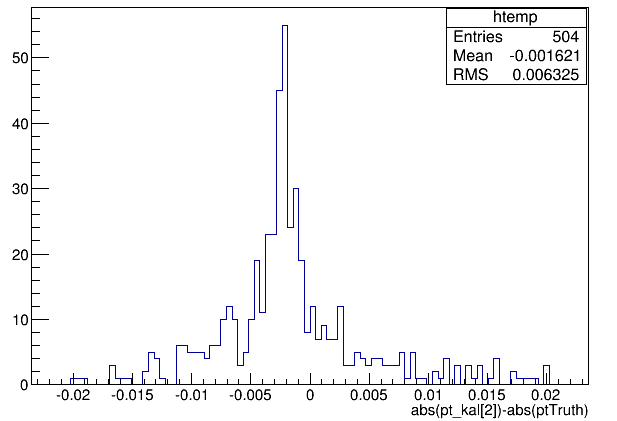 htemp
Entries 504
Mean -0.001621
RMS 0.006325
50
40
30
20
10
0
-0.02 -0.015 -0.01 -0.005 0 0.005 0.01 0.015 0.02
abs(pt_kal[2])-abs(ptTruth)